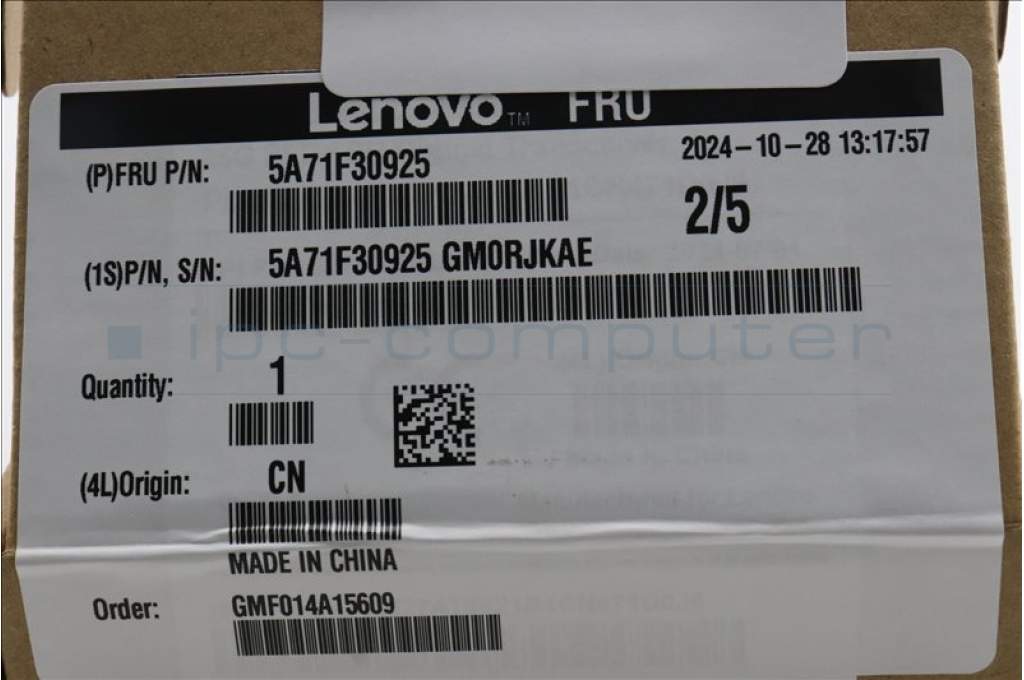 Lenovo™ FRU
(P)FRU P/N: 5A71F30925 2024-10-28 13:17:57
2/5
(1S)P/N, S/N: 5A71F30925 GM0RJKAE
ipc-computer
Quantity: 1
(4L)Origin: CN
MADE IN CHINA
Order: GMF014A15609